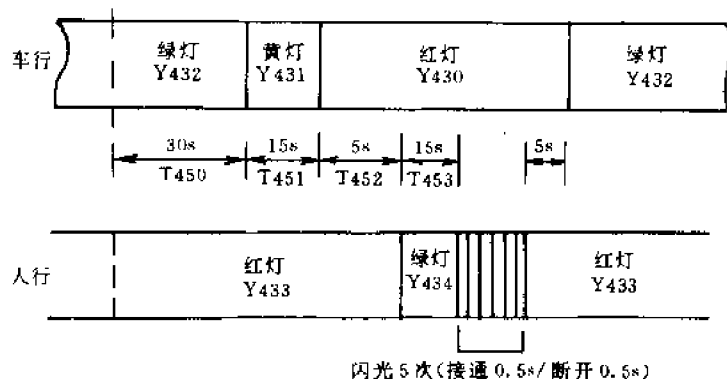 车行
绿灯
Y432
黄灯
Y431
红灯
Y430
绿灯
Y432
30s
T450
15s
T451
5s
T452
15s
T453
5s
人行
红灯
Y433
绿灯
Y434
红灯
Y433
闪光5次(接通0.5s/断开0.5s)